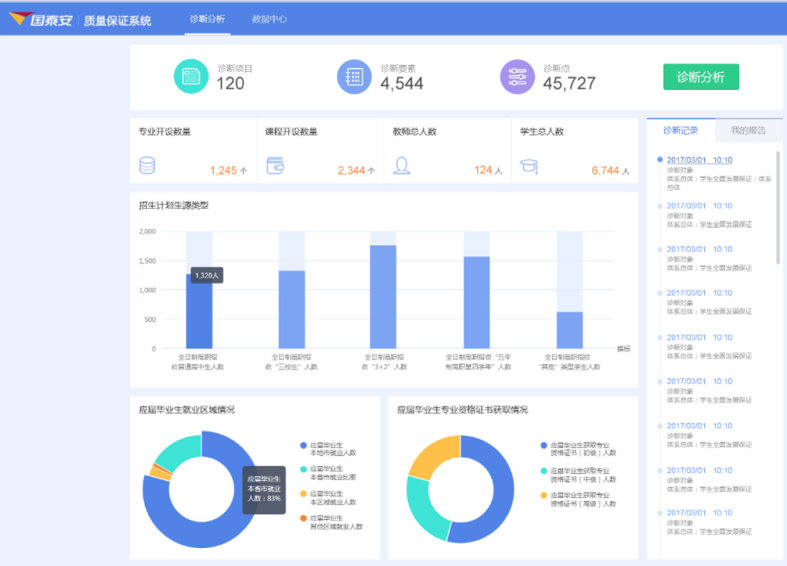 国泰安 质量保证系统 诊断分析 数据中心
诊断项目
120
诊断要素
4,544
诊断点
45,727
诊断分析
专业开设数量
1,245 个
课程开设数量
2,344 个
教师总人数
124 人
学生总人数
6,744 人
诊断记录 我的报告
招生计划生源类型
2,000
1,500
1,000
500
0
1,320人
全日制高职招
收普通高中生人数
全日制高职招
收“三校生”人数
全日制高职招
收“3+2”人数
全日制高职招收“五年
制高职第四学年”人数
全日制高职招收
“其他”类型学生人数
指标
2017/03/01 10:10
诊断对象
体系总体：学生全面发展保证；体系
总体
2017/03/01 10:10
诊断对象
体系总体：学生全面发展保证
2017/03/01 10:10
诊断对象
体系总体：学生全面发展保证
2017/03/01 10:10
诊断对象
体系总体：学生全面发展保证
2017/03/01 10:10
诊断对象
体系总体：学生全面发展保证
2017/03/01 10:10
诊断对象
体系总体：学生全面发展保证
2017/03/01 10:10
诊断对象
体系总体：学生全面发展保证
2017/03/01 10:10
诊断对象
体系总体：学生全面发展保证
2017/03/01 10:10
诊断对象
体系总体：学生全面发展保证
应届毕业生就业区域情况
应届毕业生
本省市就业
人数：83%
应届毕业生
本地市就业人数
应届毕业生
本省市就业比率
应届毕业生
本区域就业人数
应届毕业生
其他区域就业人数
应届毕业生专业资格证书获取情况
应届毕业生获取专业
资格证书（初级）人数
应届毕业生获取专业
资格证书（中级）人数
应届毕业生获取专业
资格证书（高级）人数